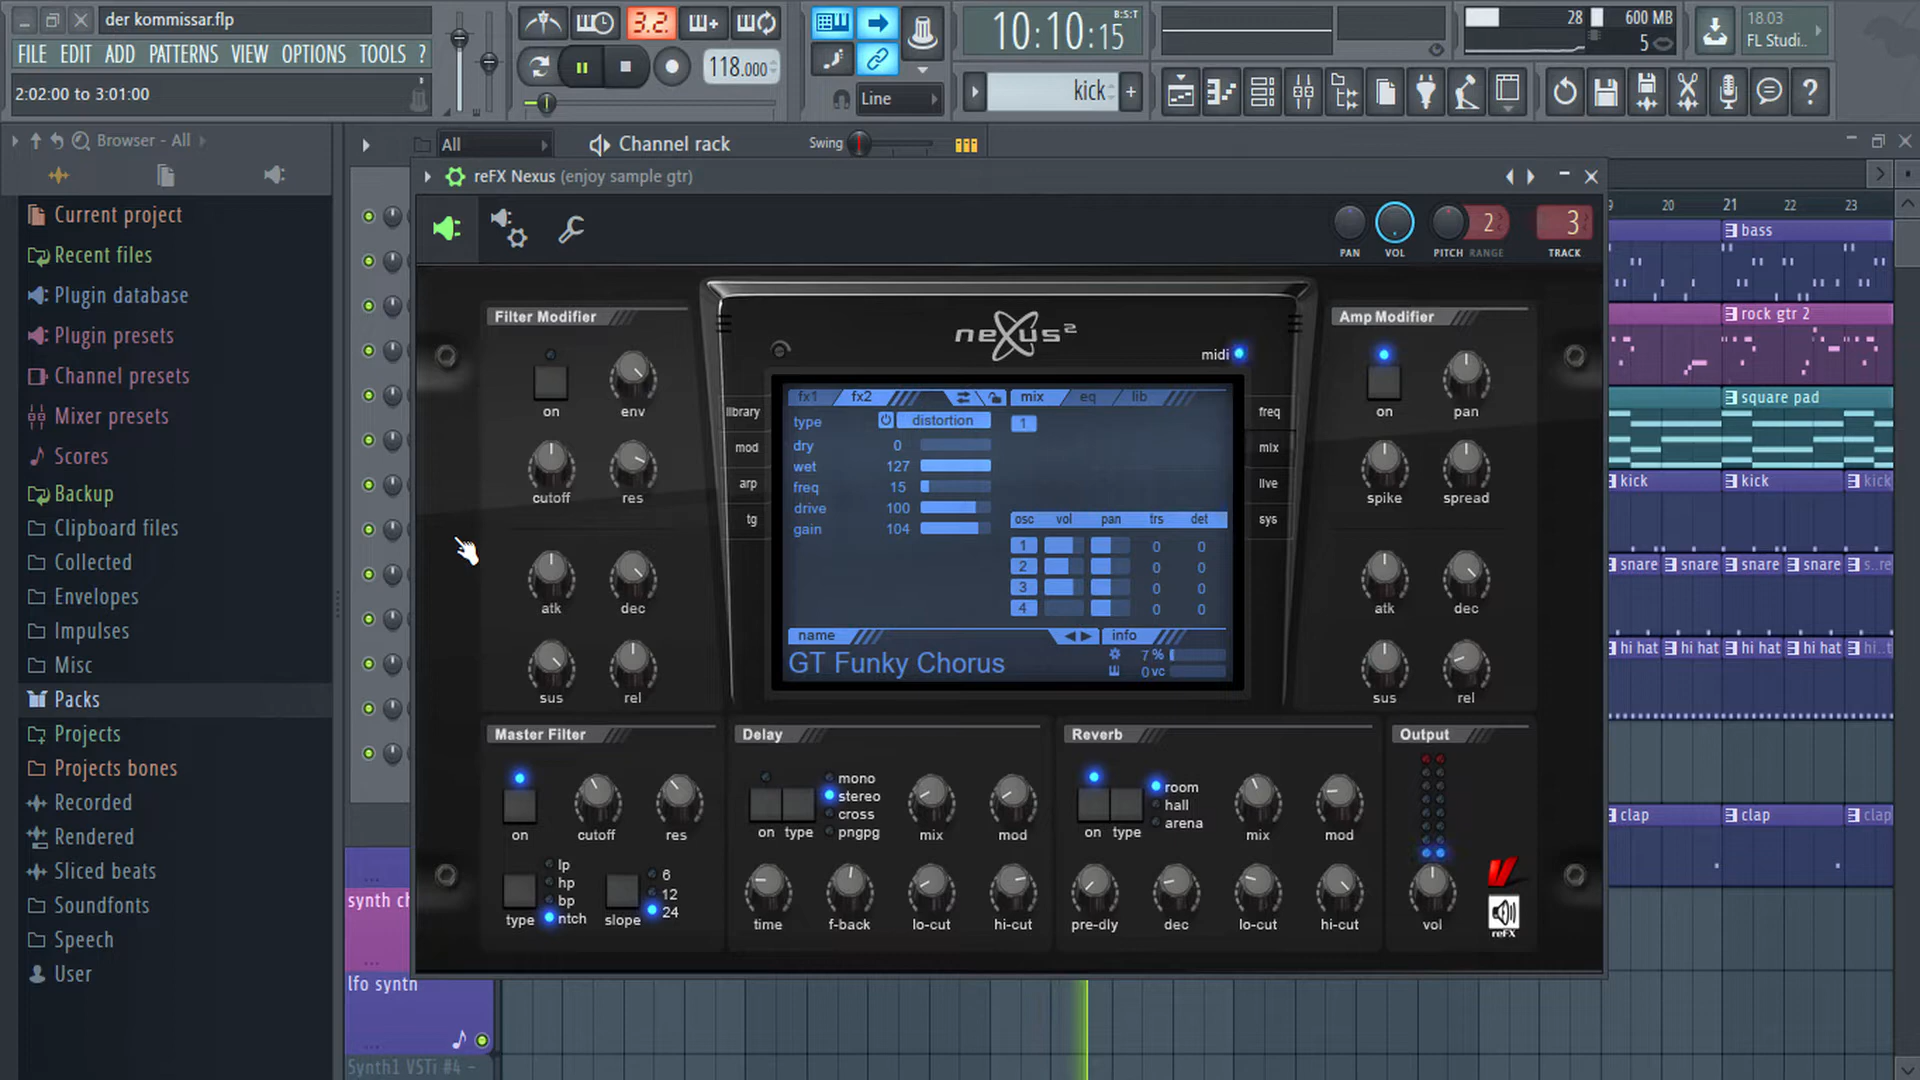 der kommissar.flp
FILE EDIT ADD PATTERNS VIEW OPTIONS TOOLS ?
2:02:00 to 3:01:00
3.2.
118.000
10:10:15
B:S:T
Line
kick
28
600 MB
5
18.03
FL Studi..
Browser - All
All
Channel rack
Swing
Current project
Recent files
Plugin database
Plugin presets
Channel presets
Mixer presets
Scores
Backup
Clipboard files
Collected
Envelopes
Impulses
Misc
Packs
Projects
Projects bones
Recorded
Rendered
Sliced beats
Soundfonts
Speech
User
reFX Nexus (enjoy sample gtr)
PAN VOL PITCH RANGE TRACK
2
3
Filter Modifier
on env
cutoff res
atk dec
sus rel
nexus²
midi
library
mod
arp
tg
freq
mix
live
sys
fx1 fx2
type distortion
dry 0
wet 127
freq 15
drive 100
gain 104
mix eq lib
1
osc vol pan trs det
1 0 0
2 0 0
3 0 0
4 0 0
name
GT Funky Chorus
info
7 %
0 vc
Amp Modifier
on pan
spike spread
atk dec
sus rel
Master Filter
on cutoff res
type lp hp bp ntch
slope 6 12 24
Delay
on type
mono
stereo
cross
pngpg
mix mod
time f-back lo-cut hi-cut
Reverb
on type
room
hall
arena
mix mod
pre-dly dec lo-cut hi-cut
Output
vol
reFX
20 21 22 23
bass
rock gtr 2
square pad
kick kick kick
snare snare snare snare s..re
hi hat hi hat hi hat hi hat hi..t
clap clap clap
synth ch
lfo synth
Synth1 VSTi #4 -